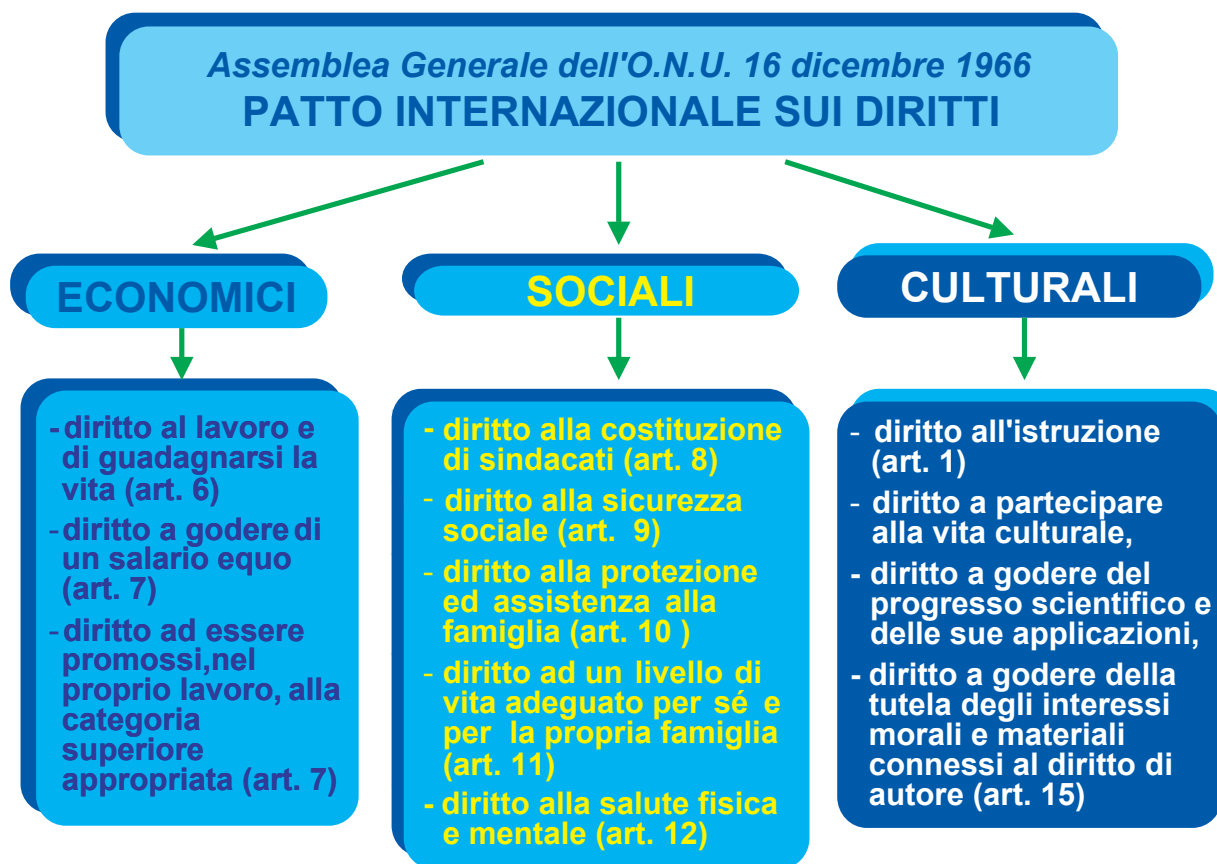 Assemblea Generale dell'O.N.U. 16 dicembre 1966
PATTO INTERNAZIONALE SUI DIRITTI
ECONOMICI
- diritto al lavoro e
di guadagnarsi la
vita (art. 6)
- diritto a godere di
un salario equo
(art. 7)
- diritto ad essere
promossi,nel
proprio lavoro, alla
categoria
superiore
appropriata (art. 7)
SOCIALI
- diritto alla costituzione
di sindacati (art. 8)
- diritto alla sicurezza
sociale (art. 9)
- diritto alla protezione
ed assistenza alla
famiglia (art. 10 )
- diritto ad un livello di
vita adeguato per sé e
per la propria famiglia
(art. 11)
- diritto alla salute fisica
e mentale (art. 12)
CULTURALI
- diritto all'istruzione
(art. 1)
- diritto a partecipare
alla vita culturale,
- diritto a godere del
progresso scientifico e
delle sue applicazioni,
- diritto a godere della
tutela degli interessi
morali e materiali
connessi al diritto di
autore (art. 15)